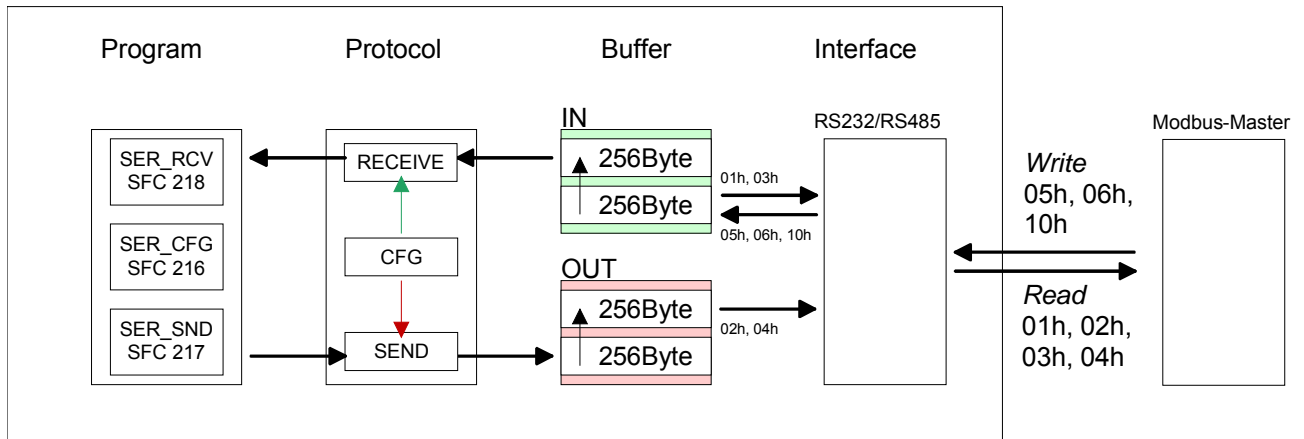 Program
Protocol
Buffer
Interface
SER_RCV
SFC 218
SER_CFG
SFC 216
SER_SND
SFC 217
RECEIVE
CFG
SEND
IN
256Byte
256Byte
OUT
256Byte
256Byte
01h, 03h
05h, 06h, 10h
02h, 04h
RS232/RS485
Write
05h, 06h,
10h
Read
01h, 02h,
03h, 04h
Modbus-Master